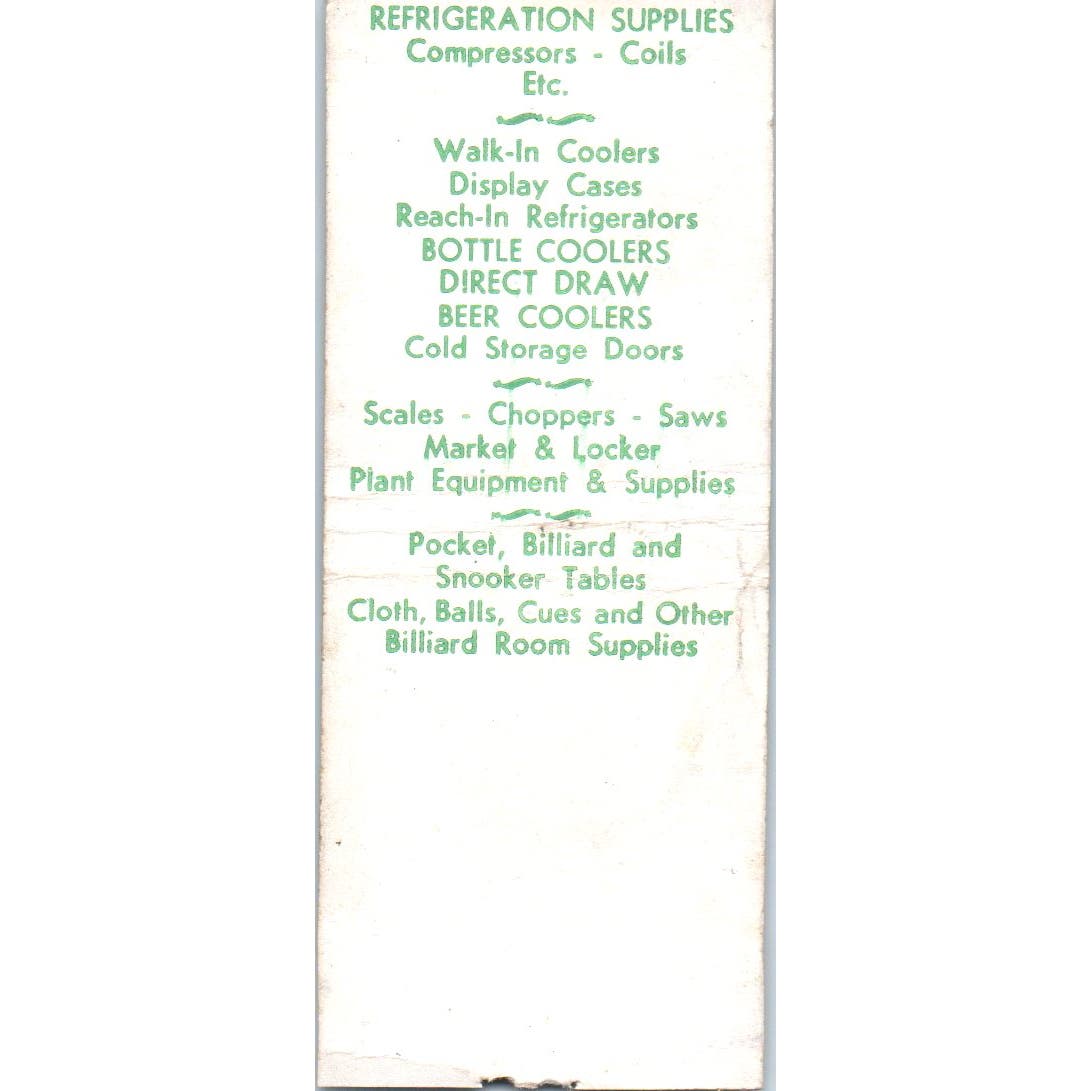 REFRIGERATION SUPPLIES
Compressors - Coils
Etc.
Walk-In Coolers
Display Cases
Reach-In Refrigerators
BOTTLE COOLERS
DIRECT DRAW
BEER COOLERS
Cold Storage Doors
Scales - Choppers - Saws
Market & Locker
Plant Equipment & Supplies
Pocket, Billiard and
Snooker Tables
Cloth, Balls, Cues and Other
Billiard Room Supplies